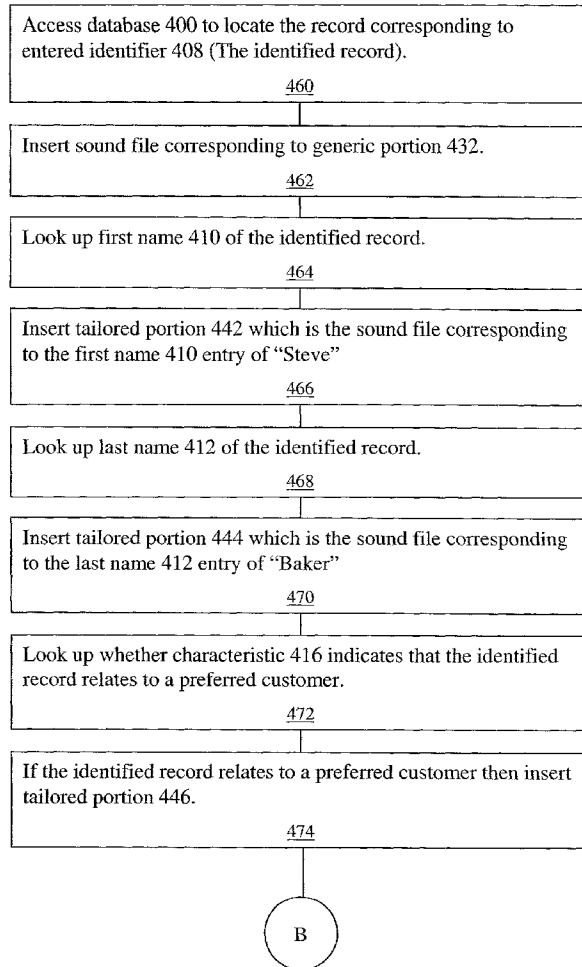 Access database 400 to locate the record corresponding to
entered identifier 408 (The identified record).
460
Insert sound file corresponding to generic portion 432.
462
Look up first name 410 of the identified record.
464
Insert tailored portion 442 which is the sound file corresponding
to the first name 410 entry of “Steve”
466
Look up last name 412 of the identified record.
468
Insert tailored portion 444 which is the sound file corresponding
to the last name 412 entry of “Baker”
470
Look up whether characteristic 416 indicates that the identified
record relates to a preferred customer.
472
If the identified record relates to a preferred customer then insert
tailored portion 446.
474
B